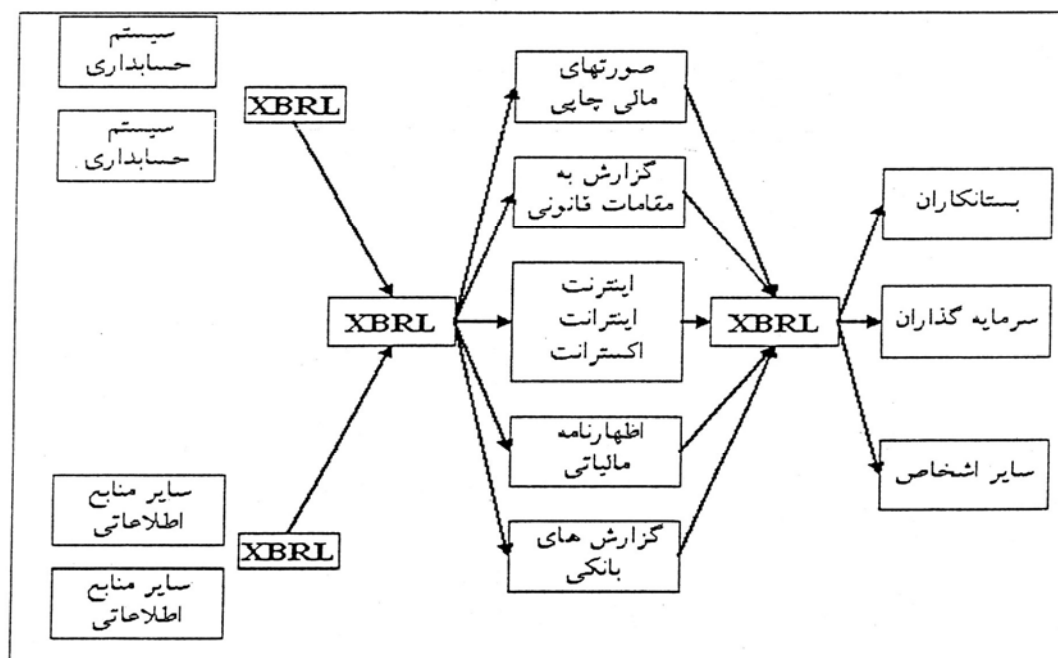 سیستم
حسابداری
سیستم
حسابداری
XBRL
سایر منابع
اطلاعاتی
سایر منابع
اطلاعاتی
XBRL
XBRL
صورتهای
مالی چاپی
گزارش به
مقامات قانونی
اینترنت
اینترانت
اکسترانت
اظهارنامه
مالیاتی
گزارش های
بانکی
XBRL
بستانکاران
سرمایه گذاران
سایر اشخاص